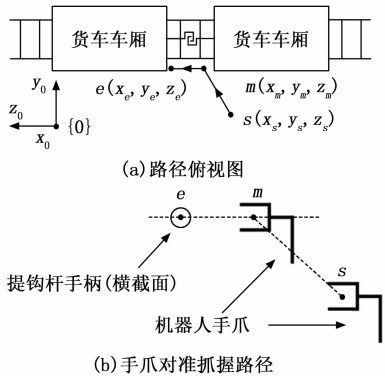 货车车厢 货车车厢
y₀ e(xₑ, yₑ, zₑ) m(xₘ, yₘ, zₘ)
z₀ {0} s(xₛ, yₛ, zₛ)
x₀
(a)路径俯视图
e m
提钩杆手柄(横截面) s
机器人手爪
(b)手爪对准抓握路径